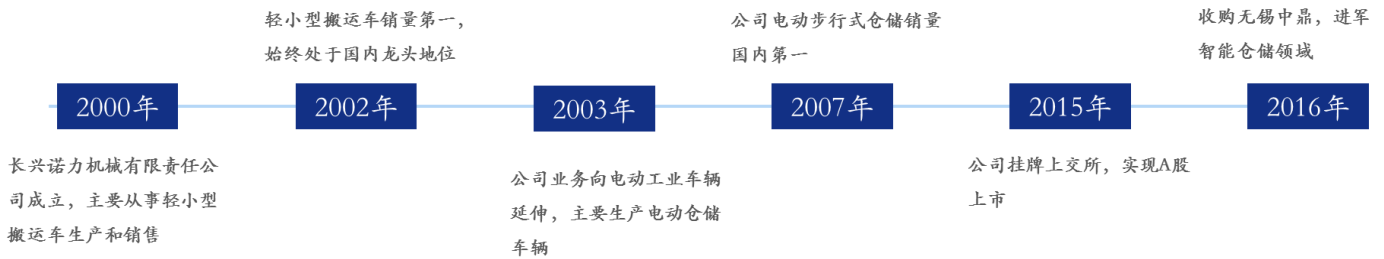 轻小型搬运车销量第一，
始终处于国内龙头地位
公司电动步行式仓储销量
国内第一
收购无锡中鼎，进军
智能仓储领域
2000年
2002年
2003年
2007年
2015年
2016年
长兴诺力机械有限责任公
司成立，主要从事轻小型
搬运车生产和销售
公司业务向电动工业车辆
延伸，主要生产电动仓储
车辆
公司挂牌上交所，实现A股
上市